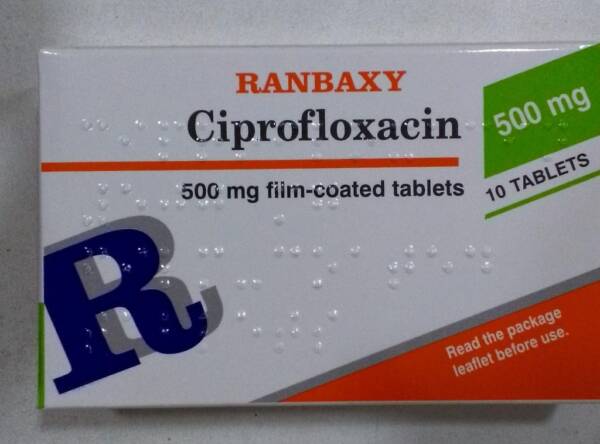 RANBAXY
Ciprofloxacin
500 mg film-coated tablets
500 mg
10 TABLETS
R
Read the package
leaflet before use.